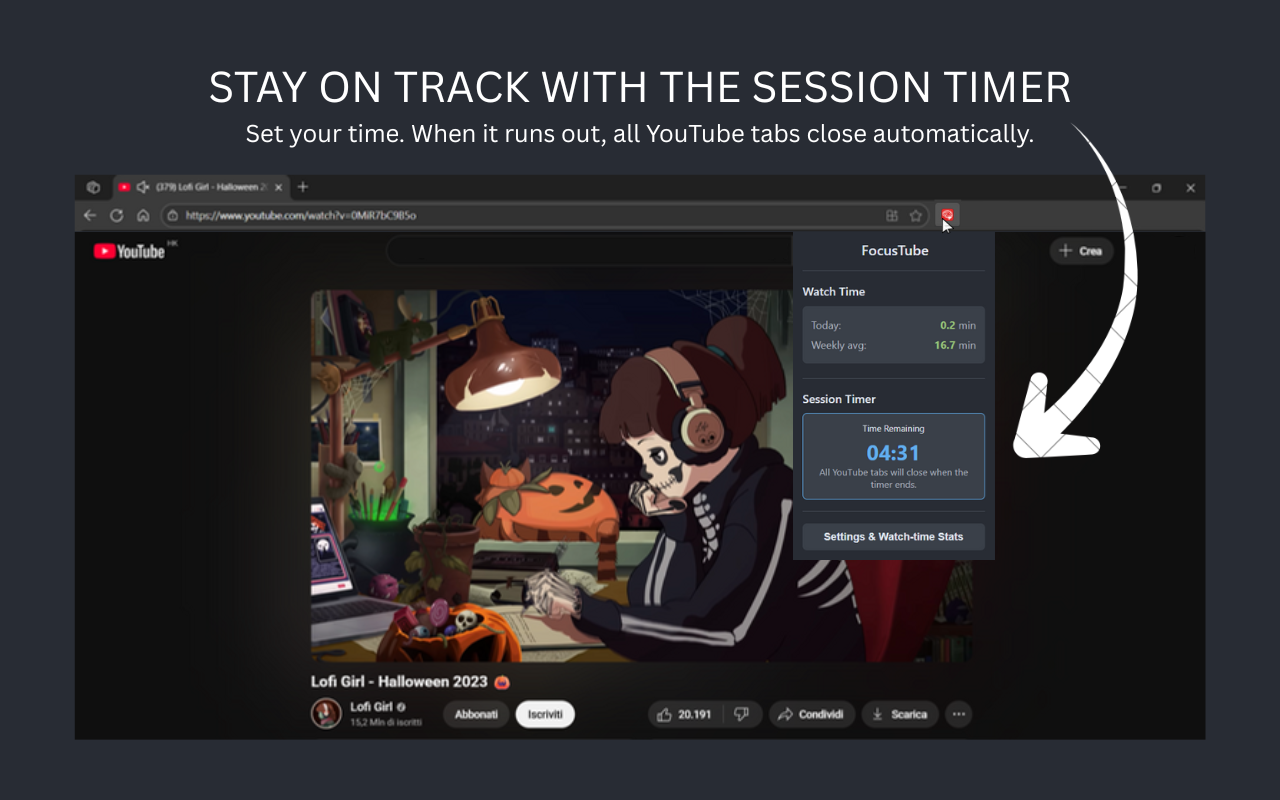 STAY ON TRACK WITH THE SESSION TIMER
Set your time. When it runs out, all YouTube tabs close automatically.
(379) Lofi Girl - Halloween 20
https://www.youtube.com/watch?v=0MiR7bC9B5o
YouTube HK
Crea
FocusTube
Watch Time
Today: 0.2 min
Weekly avg: 16.7 min
Session Timer
Time Remaining
04:31
All YouTube tabs will close when the
timer ends.
Settings & Watch-time Stats
Lofi Girl - Halloween 2023 🎃
Lofi Girl
15,2 Mln di iscritti
Abbonati
Iscriviti
20.191
Condividi
Scarica